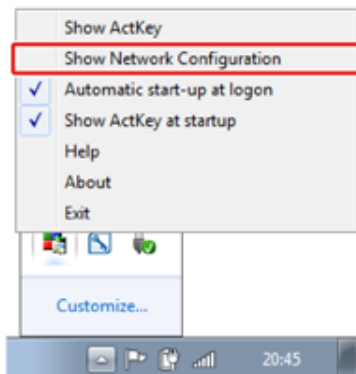 Show ActKey
Show Network Configuration
Automatic start-up at logon
Show ActKey at startup
Help
About
Exit
Customize...
20:45